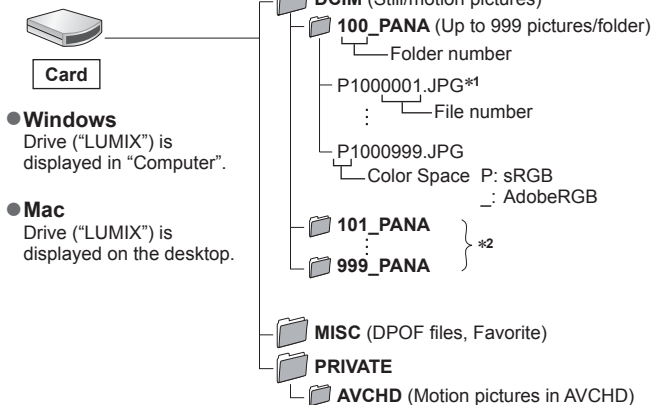 DCIM (Still/motion pictures)
100_PANA (Up to 999 pictures/folder)
Folder number
Card
P1000001.JPG*1
File number
●Windows
Drive ("LUMIX") is
displayed in "Computer".
P1000999.JPG
Color Space P: sRGB
_: AdobeRGB
●Mac
Drive ("LUMIX") is
displayed on the desktop.
101_PANA
*2
999_PANA
MISC (DPOF files, Favorite)
PRIVATE
AVCHD (Motion pictures in AVCHD)